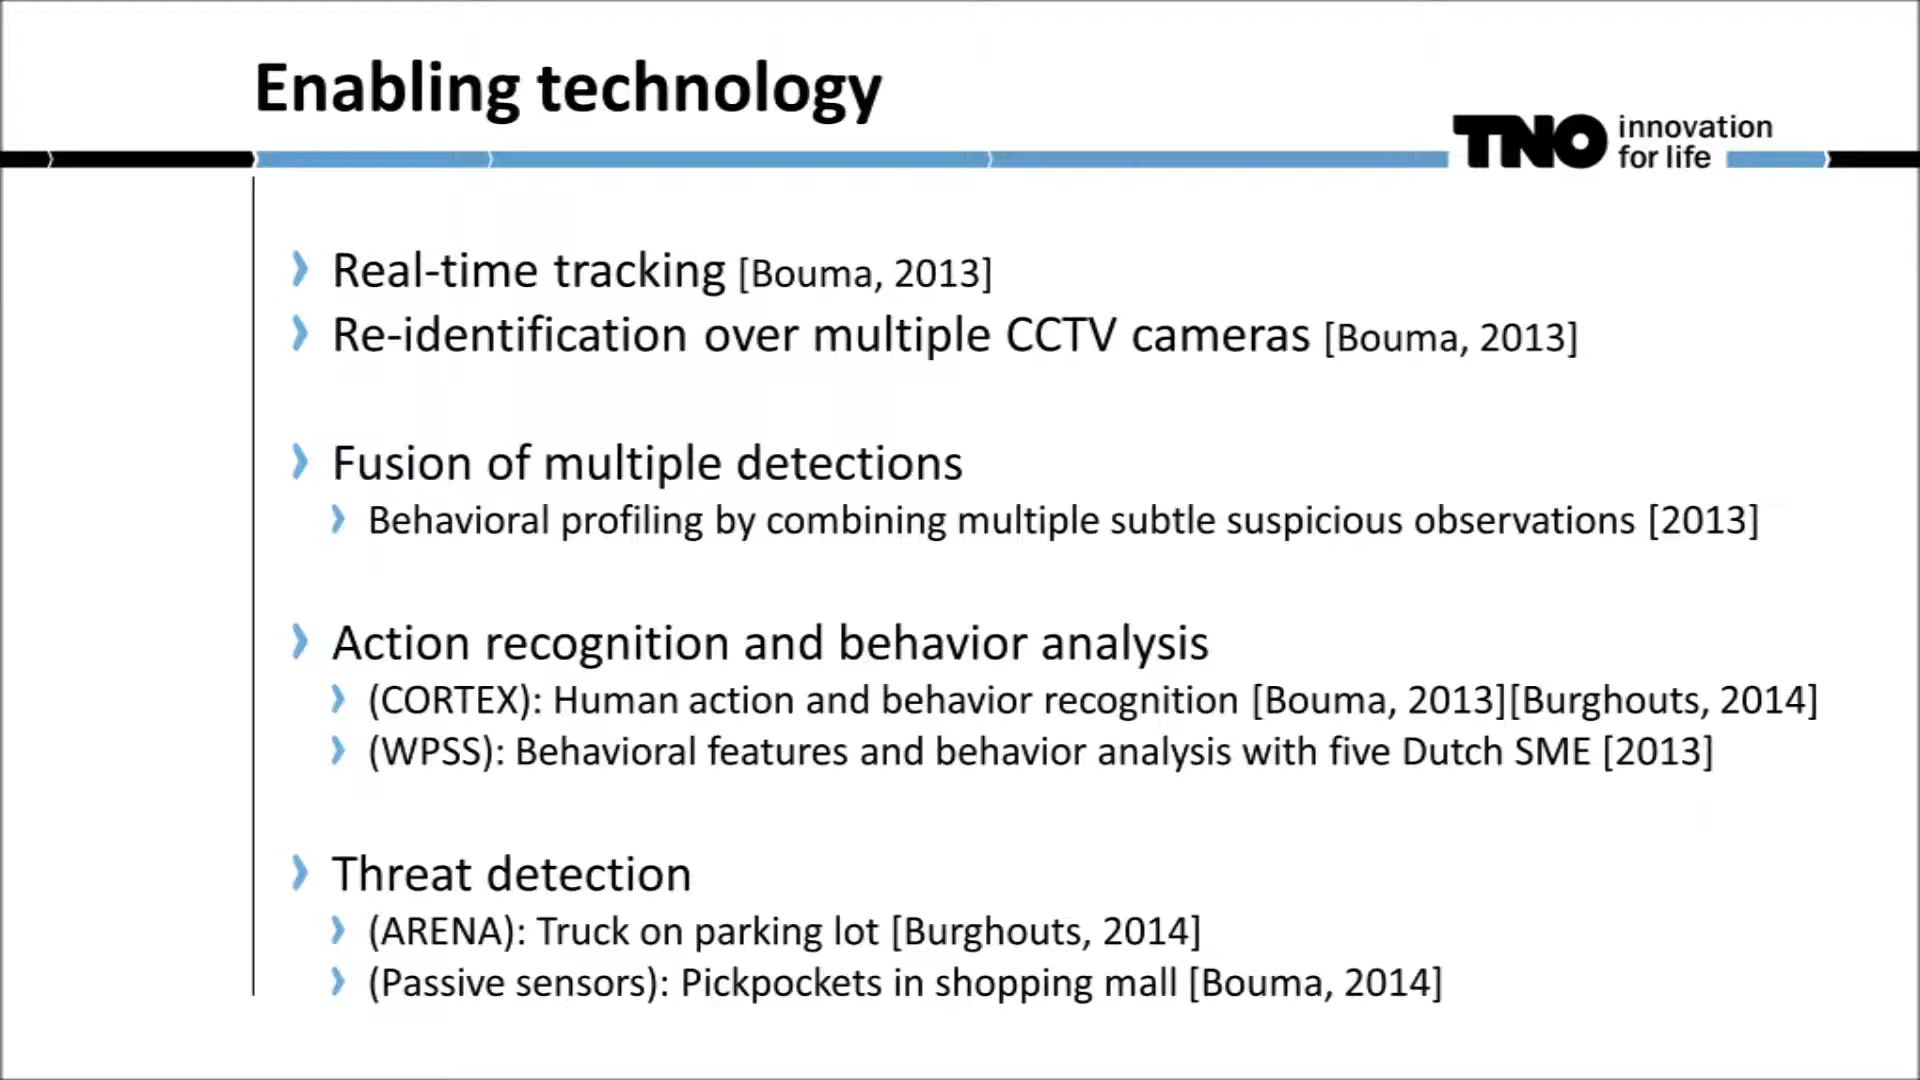 Enabling technology
TNO innovation
for life
Real-time tracking [Bouma, 2013]
Re-identification over multiple CCTV cameras [Bouma, 2013]
Fusion of multiple detections
Behavioral profiling by combining multiple subtle suspicious observations [2013]
Action recognition and behavior analysis
(CORTEX): Human action and behavior recognition [Bouma, 2013][Burghouts, 2014]
(WPSS): Behavioral features and behavior analysis with five Dutch SME [2013]
Threat detection
(ARENA): Truck on parking lot [Burghouts, 2014]
(Passive sensors): Pickpockets in shopping mall [Bouma, 2014]